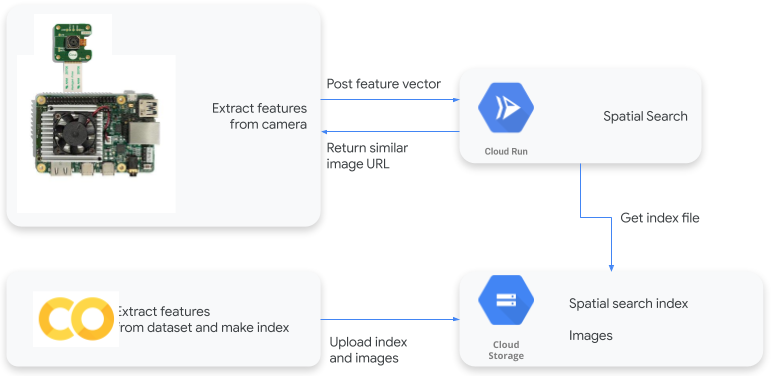 Extract features
from camera
Post feature vector
Return similar
image URL
Spatial Search
Cloud Run
Get index file
Extract features
from dataset and make index
Upload index
and images
Cloud
Storage
Spatial search index
Images